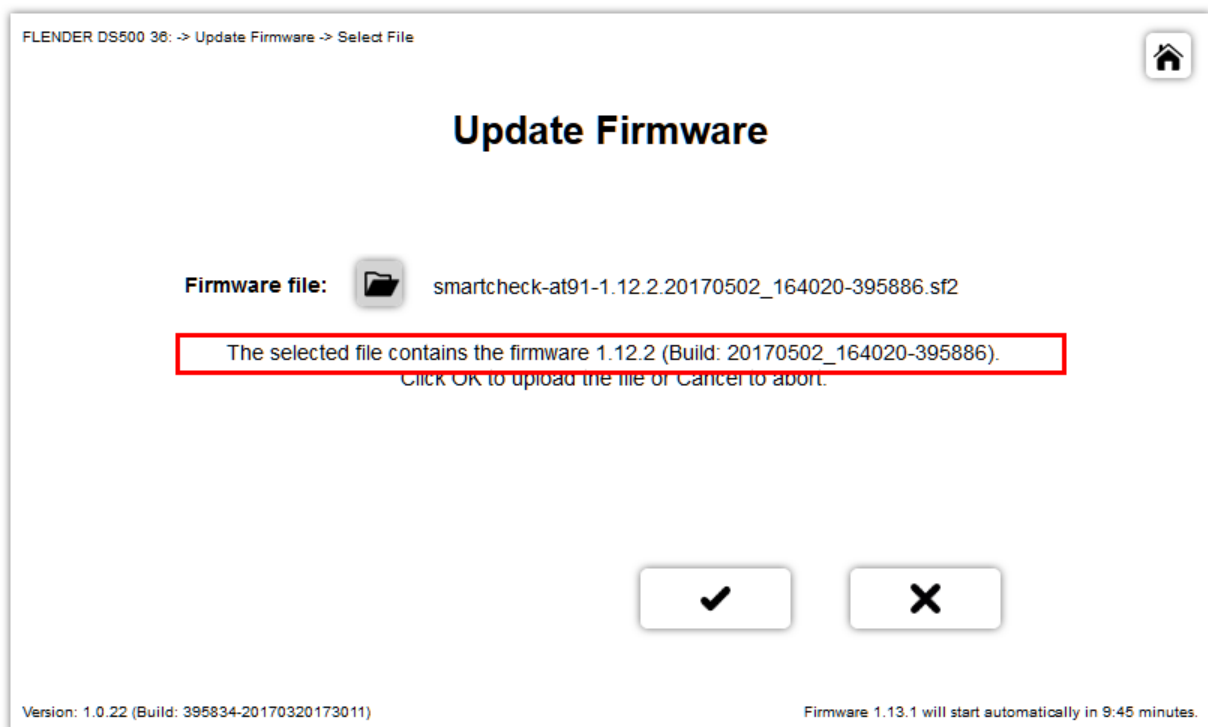 FLENDER DS500 36: -> Update Firmware -> Select File
Update Firmware
Firmware file: smartcheck-at91-1.12.2.20170502_164020-395886.sf2
The selected file contains the firmware 1.12.2 (Build: 20170502_164020-395886).
Click OK to upload the file or Cancel to abort.
Version: 1.0.22 (Build: 395834-20170320173011)
Firmware 1.13.1 will start automatically in 9:45 minutes.